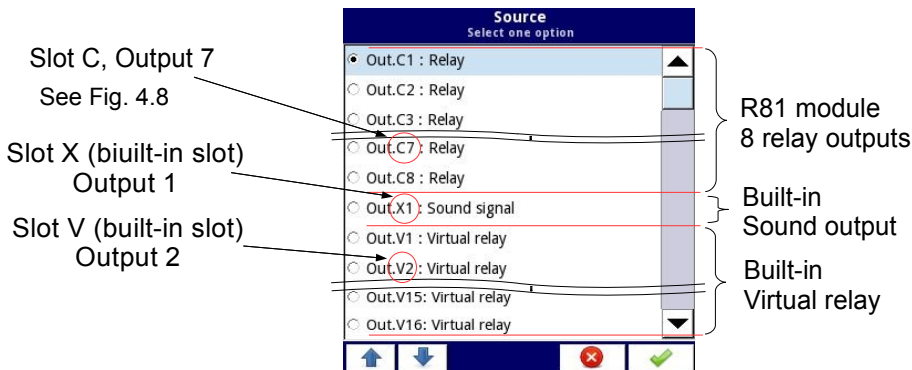 Source
Select one option
Slot C, Output 7
See Fig. 4.8
Slot X (biuilt-in slot)
Output 1
Slot V (built-in slot)
Output 2
Out.C1 : Relay
Out.C2 : Relay
Out.C3 : Relay
Out.C7 : Relay
Out.C8 : Relay
Out.X1 : Sound signal
Out.V1 : Virtual relay
Out.V2 : Virtual relay
Out.V15: Virtual relay
Out.V16: Virtual relay
R81 module
8 relay outputs
Built-in
Sound output
Built-in
Virtual relay